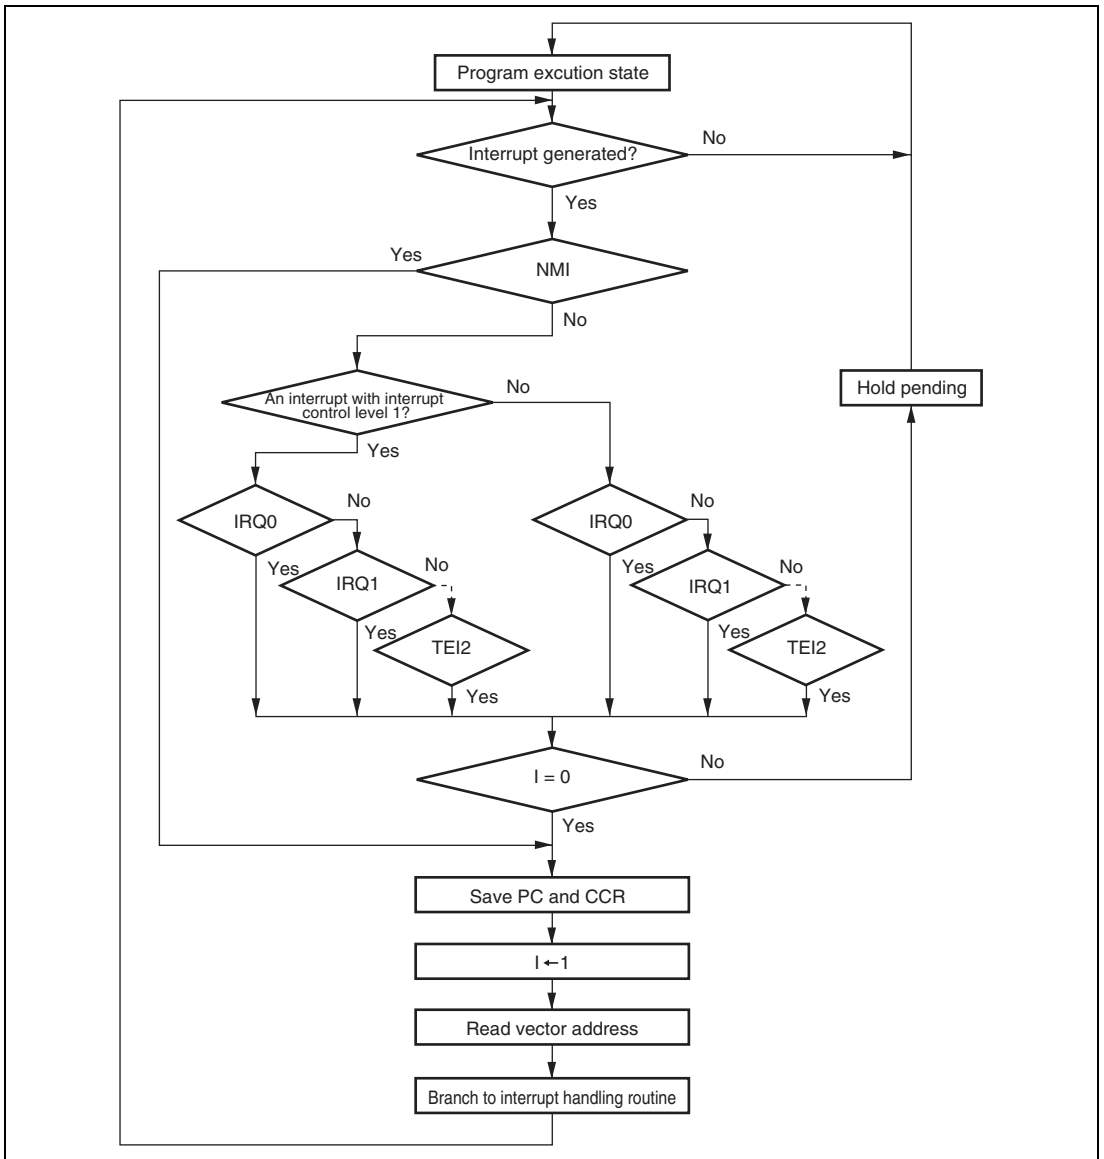 Program excution state
Interrupt generated?
No
Yes
NMI
Yes
No
An interrupt with interrupt
control level 1?
No
Yes
Hold pending
IRQ0
No
Yes
IRQ1
No
Yes
TEI2
Yes
IRQ0
No
Yes
IRQ1
No
Yes
TEI2
Yes
I = 0
No
Yes
Save PC and CCR
I ←1
Read vector address
Branch to interrupt handling routine